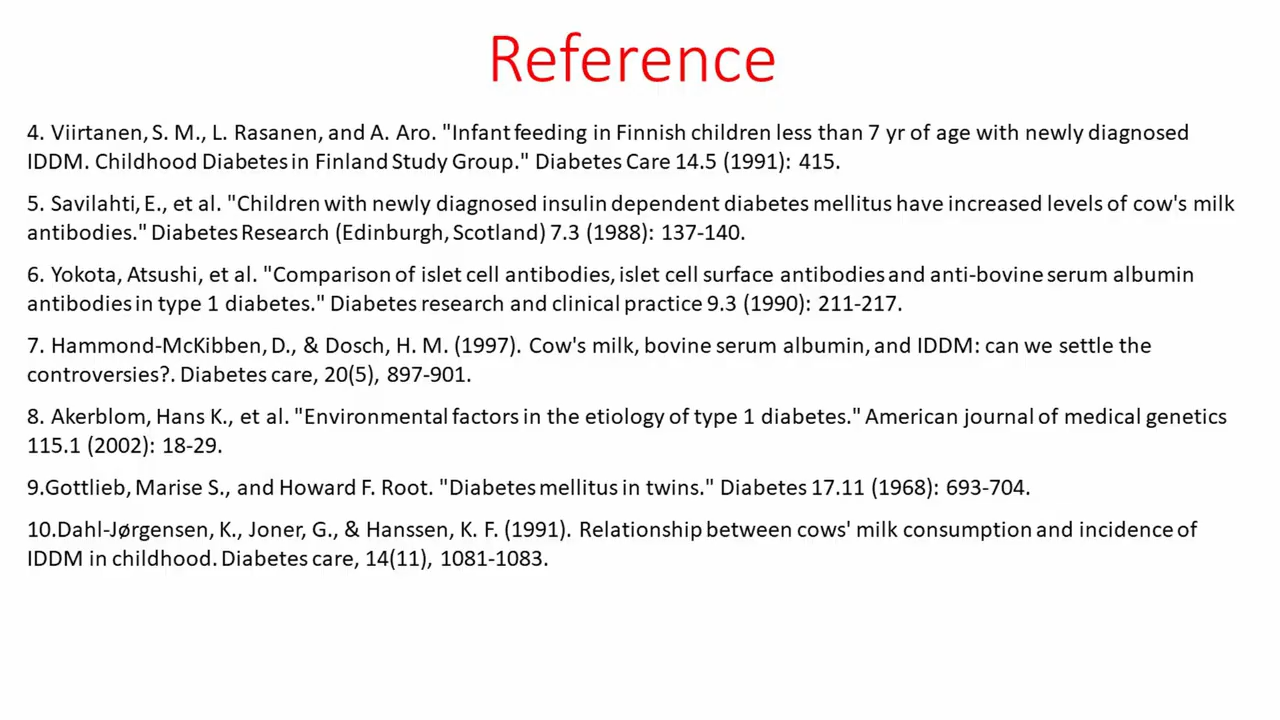 Reference
4. Viirtanen, S. M., L. Rasanen, and A. Aro. "Infant feeding in Finnish children less than 7 yr of age with newly diagnosed
IDDM. Childhood Diabetes in Finland Study Group." Diabetes Care 14.5 (1991): 415.
5. Savilahti, E., et al. "Children with newly diagnosed insulin dependent diabetes mellitus have increased levels of cow's milk
antibodies." Diabetes Research (Edinburgh, Scotland) 7.3 (1988): 137-140.
6. Yokota, Atsushi, et al. "Comparison of islet cell antibodies, islet cell surface antibodies and anti-bovine serum albumin
antibodies in type 1 diabetes." Diabetes research and clinical practice 9.3 (1990): 211-217.
7. Hammond-McKibben, D., & Dosch, H. M. (1997). Cow's milk, bovine serum albumin, and IDDM: can we settle the
controversies?. Diabetes care, 20(5), 897-901.
8. Akerblom, Hans K., et al. "Environmental factors in the etiology of type 1 diabetes." American journal of medical genetics
115.1 (2002): 18-29.
9.Gottlieb, Marise S., and Howard F. Root. "Diabetes mellitus in twins." Diabetes 17.11 (1968): 693-704.
10.Dahl-Jørgensen, K., Joner, G., & Hanssen, K. F. (1991). Relationship between cows' milk consumption and incidence of
IDDM in childhood. Diabetes care, 14(11), 1081-1083.